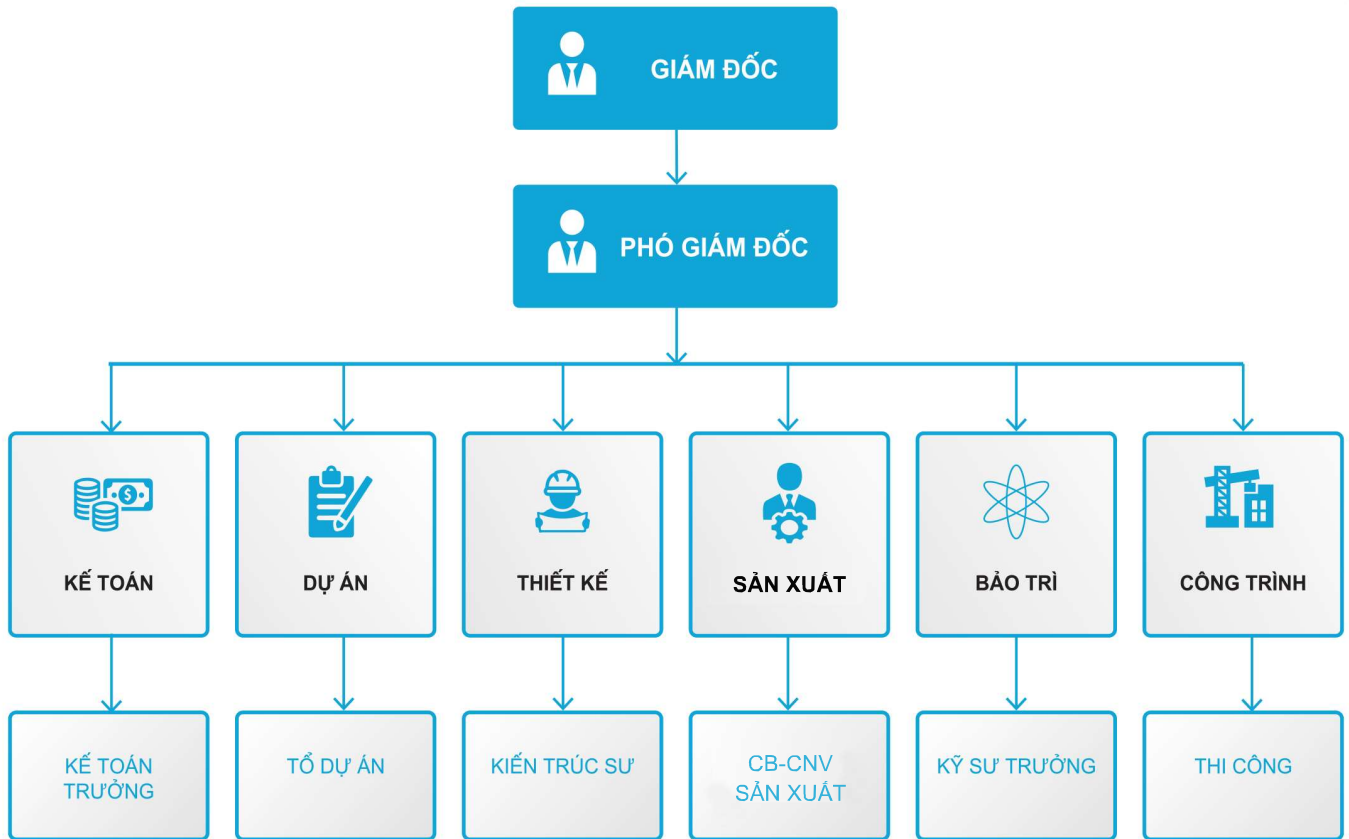 GIÁM ĐỐC
PHÓ GIÁM ĐỐC
KẾ TOÁN
DỰ ÁN
THIẾT KẾ
SẢN XUẤT
BẢO TRÌ
CÔNG TRÌNH
KẾ TOÁN
TRƯỞNG
TỔ DỰ ÁN
KIẾN TRÚC SƯ
CB-CNV
SẢN XUẤT
KỸ SƯ TRƯỞNG
THI CÔNG